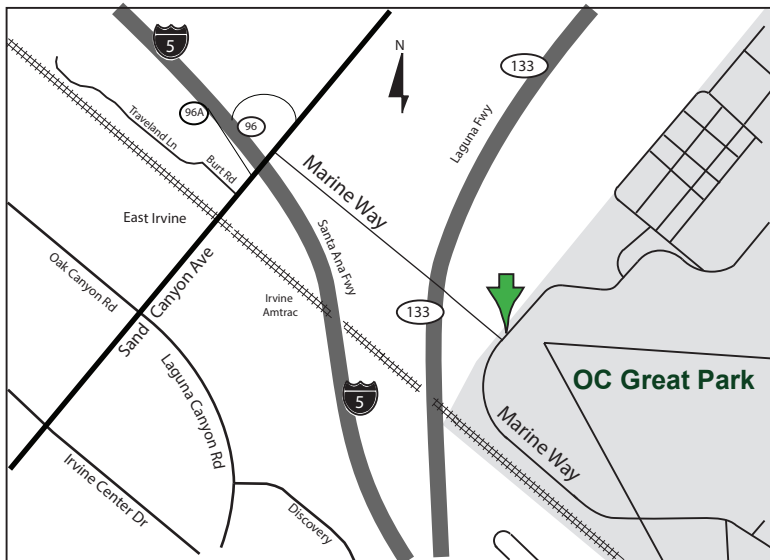 5
N
133
96A
96
Traveland Ln
Burt Rd
Marine Way
Laguna Fwy
East Irvine
Santa Ana Fwy
Oak Canyon Rd
Sand Canyon Ave
Irvine
Amtrac
133
OC Great Park
Laguna Canyon Rd
5
Marine Way
Irvine Center Dr
Discovery